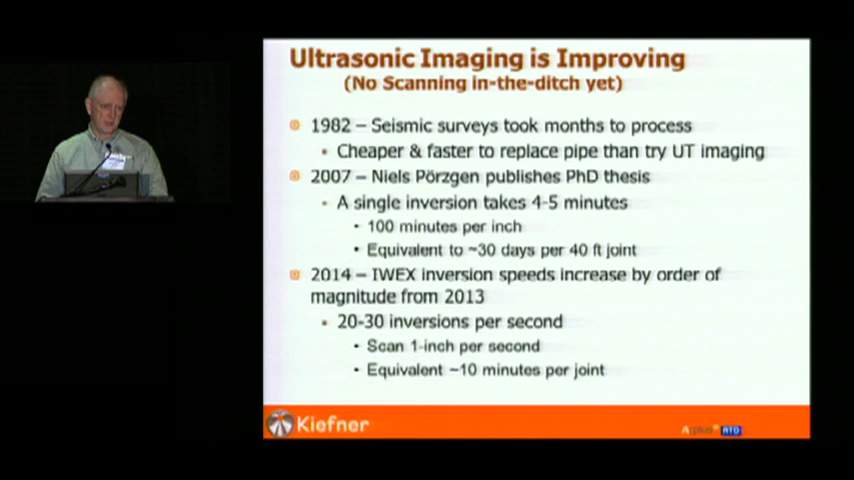 Ultrasonic Imaging is Improving
(No Scanning in-the-ditch yet)
1982 – Seismic surveys took months to process
Cheaper & faster to replace pipe than try UT imaging
2007 – Niels Pörzgen publishes PhD thesis
A single inversion takes 4-5 minutes
100 minutes per inch
Equivalent to ~30 days per 40 ft joint
2014 – IWEX inversion speeds increase by order of
magnitude from 2013
20-30 inversions per second
Scan 1-inch per second
Equivalent ~10 minutes per joint
Kiefner
RTD